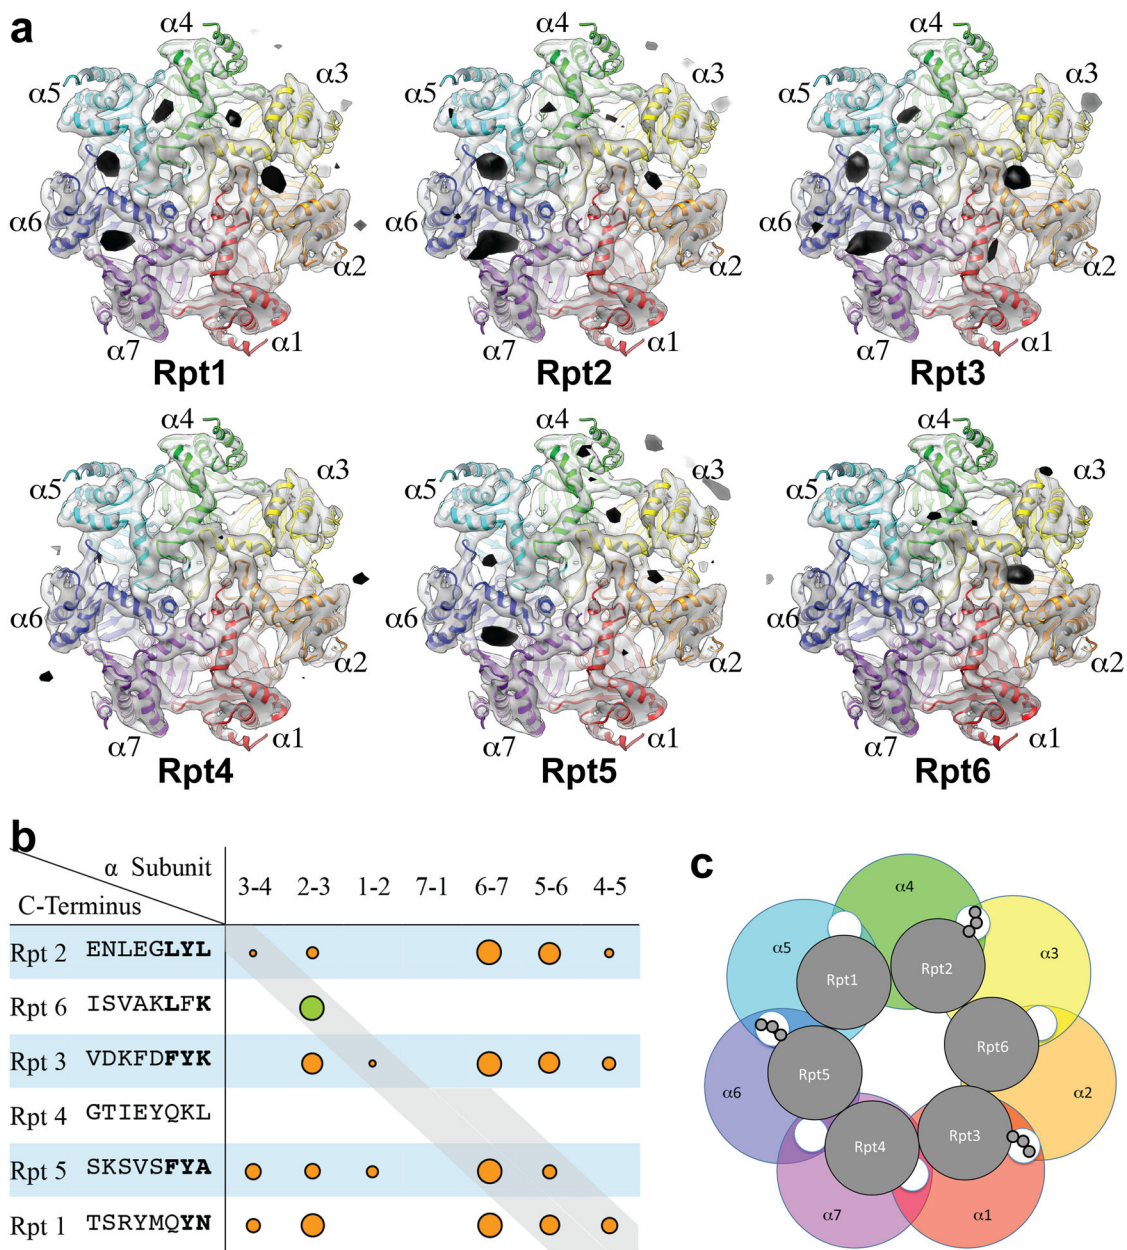 a
α4
α5
α3
α6
α2
α7
α1
Rpt1
α4
α5
α3
α6
α2
α7
α1
Rpt2
α4
α5
α3
α6
α2
α7
α1
Rpt3
α4
α5
α3
α6
α2
α7
α1
Rpt4
α4
α5
α3
α6
α2
α7
α1
Rpt5
α4
α5
α3
α6
α2
α7
α1
Rpt6
b
α Subunit
C-Terminus
3-4 2-3 1-2 7-1 6-7 5-6 4-5
Rpt 2 ENLEGLYL
Rpt 6 ISVAKLFK
Rpt 3 VDKFDFYK
Rpt 4 GTIEYQKL
Rpt 5 SKSVSFYA
Rpt 1 TSRYMQYN
c
α4
α5
α3
Rpt1
Rpt2
Rpt6
Rpt5
α6
α2
Rpt4
Rpt3
α7
α1